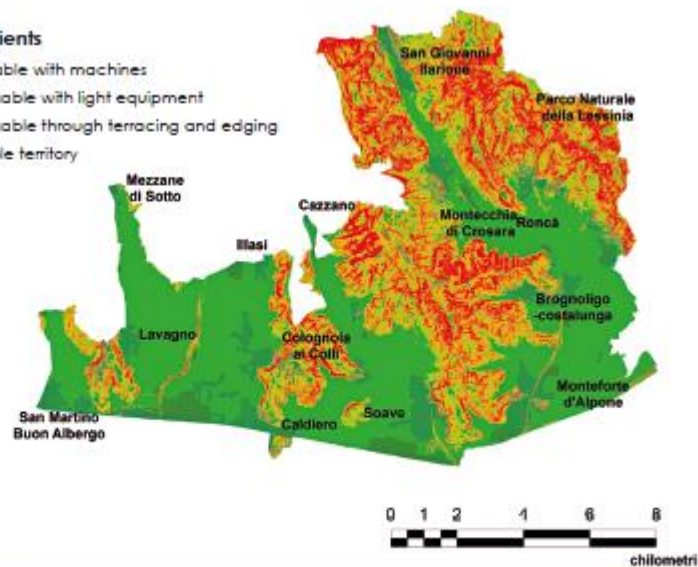 ients
able with machines
able with light equipment
able through terracing and edging
le territory
San Giovanni
Ilarione
Parco Naturale
della Lessinia
Mezzane
di Sotto
Cazzano
Montecchia
di Crosara
Roncà
Illasi
Brognoligo
-costalunga
Lavagno
Colognola
ai Colli
Monteforte
d'Alpone
San Martino
Buon Albergo
Caldiero
Soave
0 1 2 4 6 8
chilometri